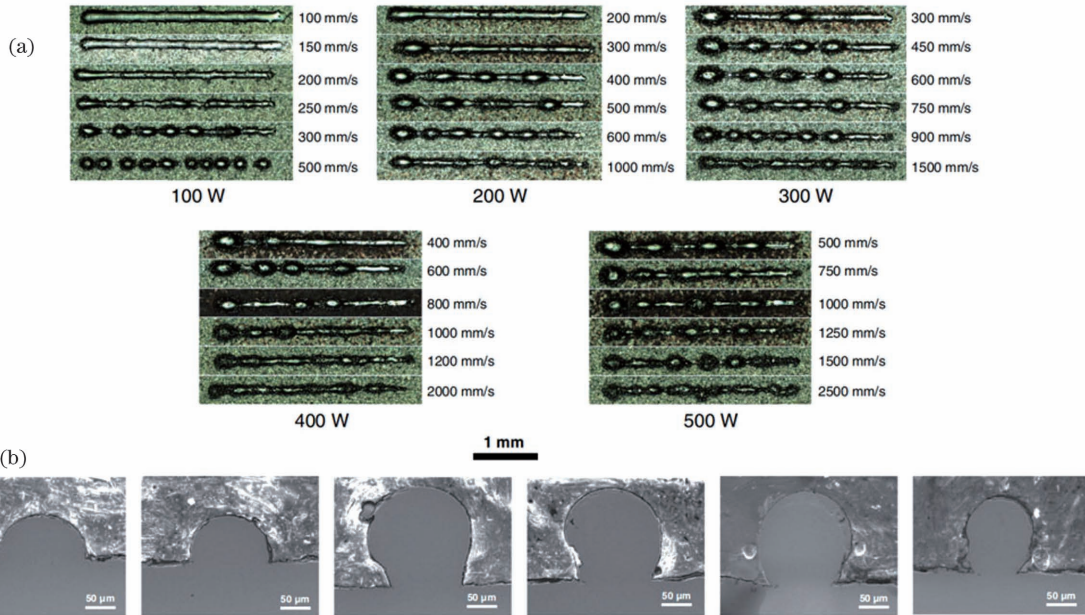 (a)
100 mm/s
150 mm/s
200 mm/s
250 mm/s
300 mm/s
500 mm/s
100 W
200 mm/s
300 mm/s
400 mm/s
500 mm/s
600 mm/s
1000 mm/s
200 W
300 mm/s
450 mm/s
600 mm/s
750 mm/s
900 mm/s
1500 mm/s
300 W
400 mm/s
600 mm/s
800 mm/s
1000 mm/s
1200 mm/s
2000 mm/s
400 W
500 mm/s
750 mm/s
1000 mm/s
1250 mm/s
1500 mm/s
2500 mm/s
500 W
1 mm
(b)
50 μm
50 μm
50 μm
50 μm
50 μm
50 μm